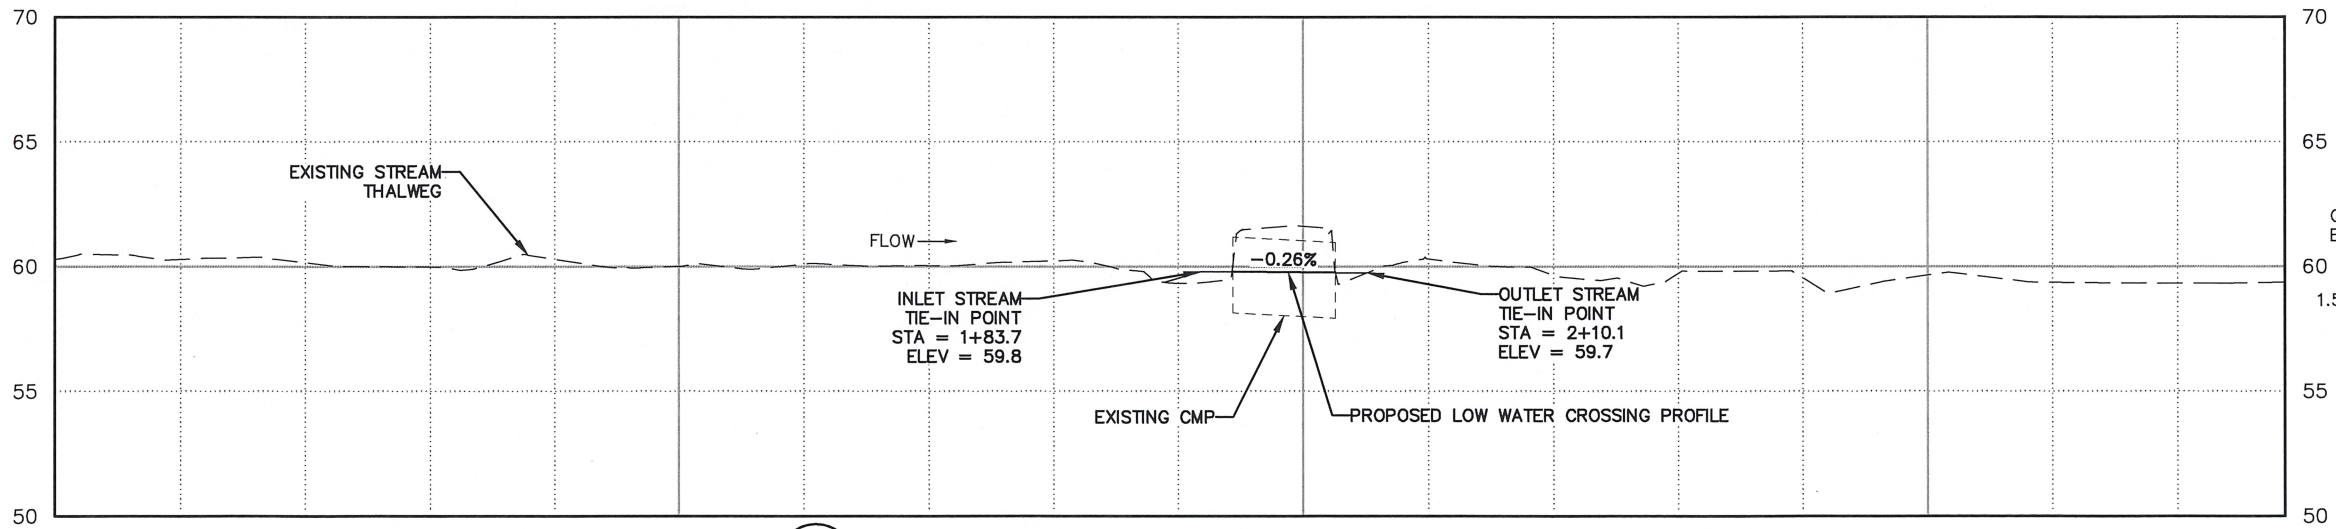 70
70
65
65
EXISTING STREAM
THALWEG
FLOW
60
60
-0.26%
INLET STREAM
TIE-IN POINT
STA = 1+83.7
ELEV = 59.8
OUTLET STREAM
TIE-IN POINT
STA = 2+10.1
ELEV = 59.7
1.5
55
55
EXISTING CMP
PROPOSED LOW WATER CROSSING PROFILE
50
50